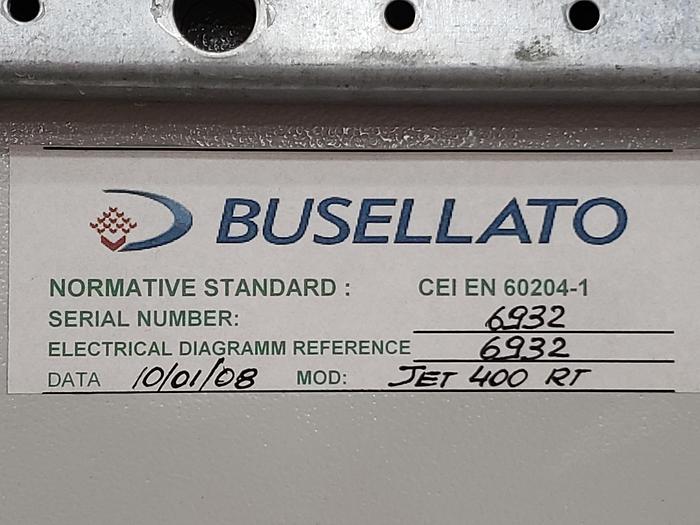 BUSELLATO
NORMATIVE STANDARD : CEI EN 60204-1
SERIAL NUMBER: 6932
ELECTRICAL DIAGRAMM REFERENCE 6932
DATA 10/01/08 MOD: JET 400 RT